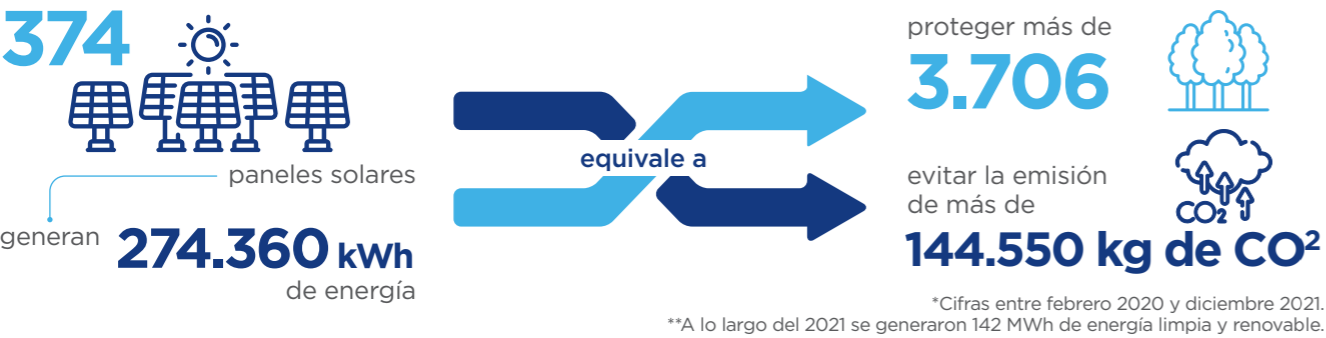 374
paneles solares
generan 274.360 kWh
de energía
equivale a
proteger más de
3.706
evitar la emisión
de más de
CO2
144.550 kg de CO²
*Cifras entre febrero 2020 y diciembre 2021.
**A lo largo del 2021 se generaron 142 MWh de energía limpia y renovable.